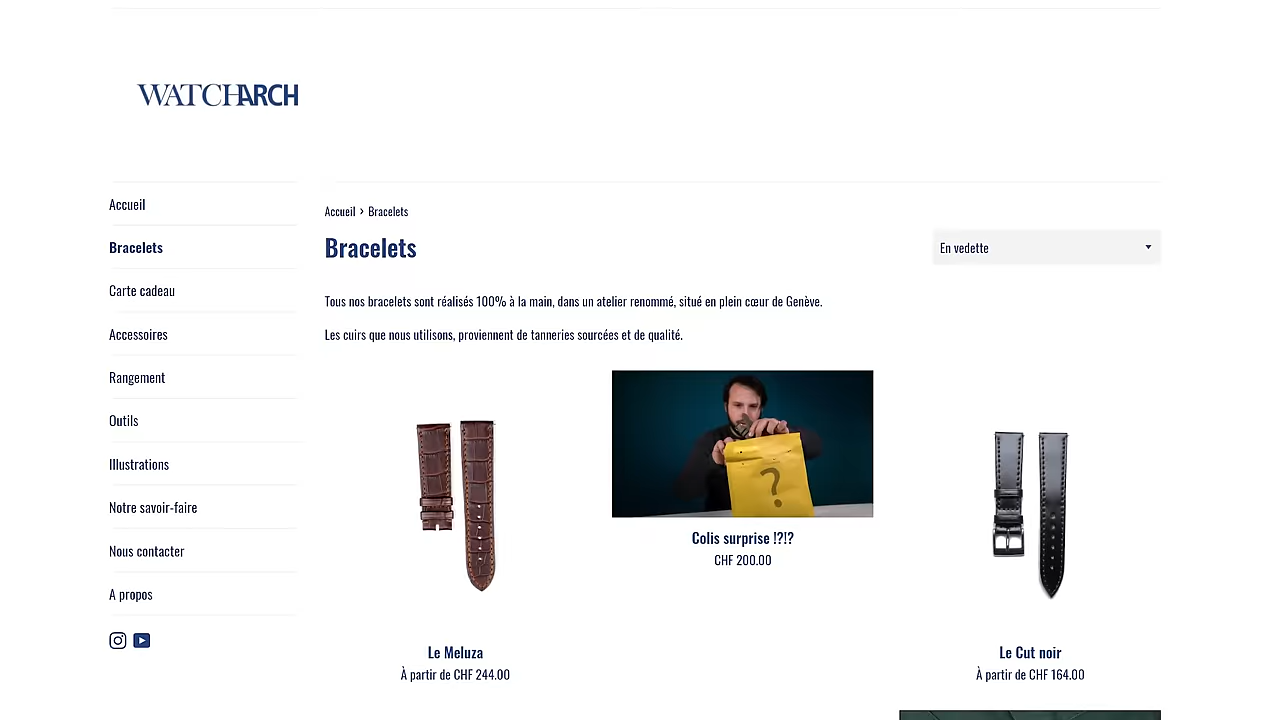 WATCHARCH
Accueil
Bracelets
Carte cadeau
Accessoires
Rangement
Outils
Illustrations
Notre savoir-faire
Nous contacter
A propos
Accueil › Bracelets
Bracelets
En vedette
Tous nos bracelets sont réalisés 100% à la main, dans un atelier renommé, situé en plein cœur de Genève.
Les cuirs que nous utilisons, proviennent de tanneries sourcées et de qualité.
?
Le Meluza
À partir de CHF 244.00
Colis surprise !?!?
CHF 200.00
Le Cut noir
À partir de CHF 164.00